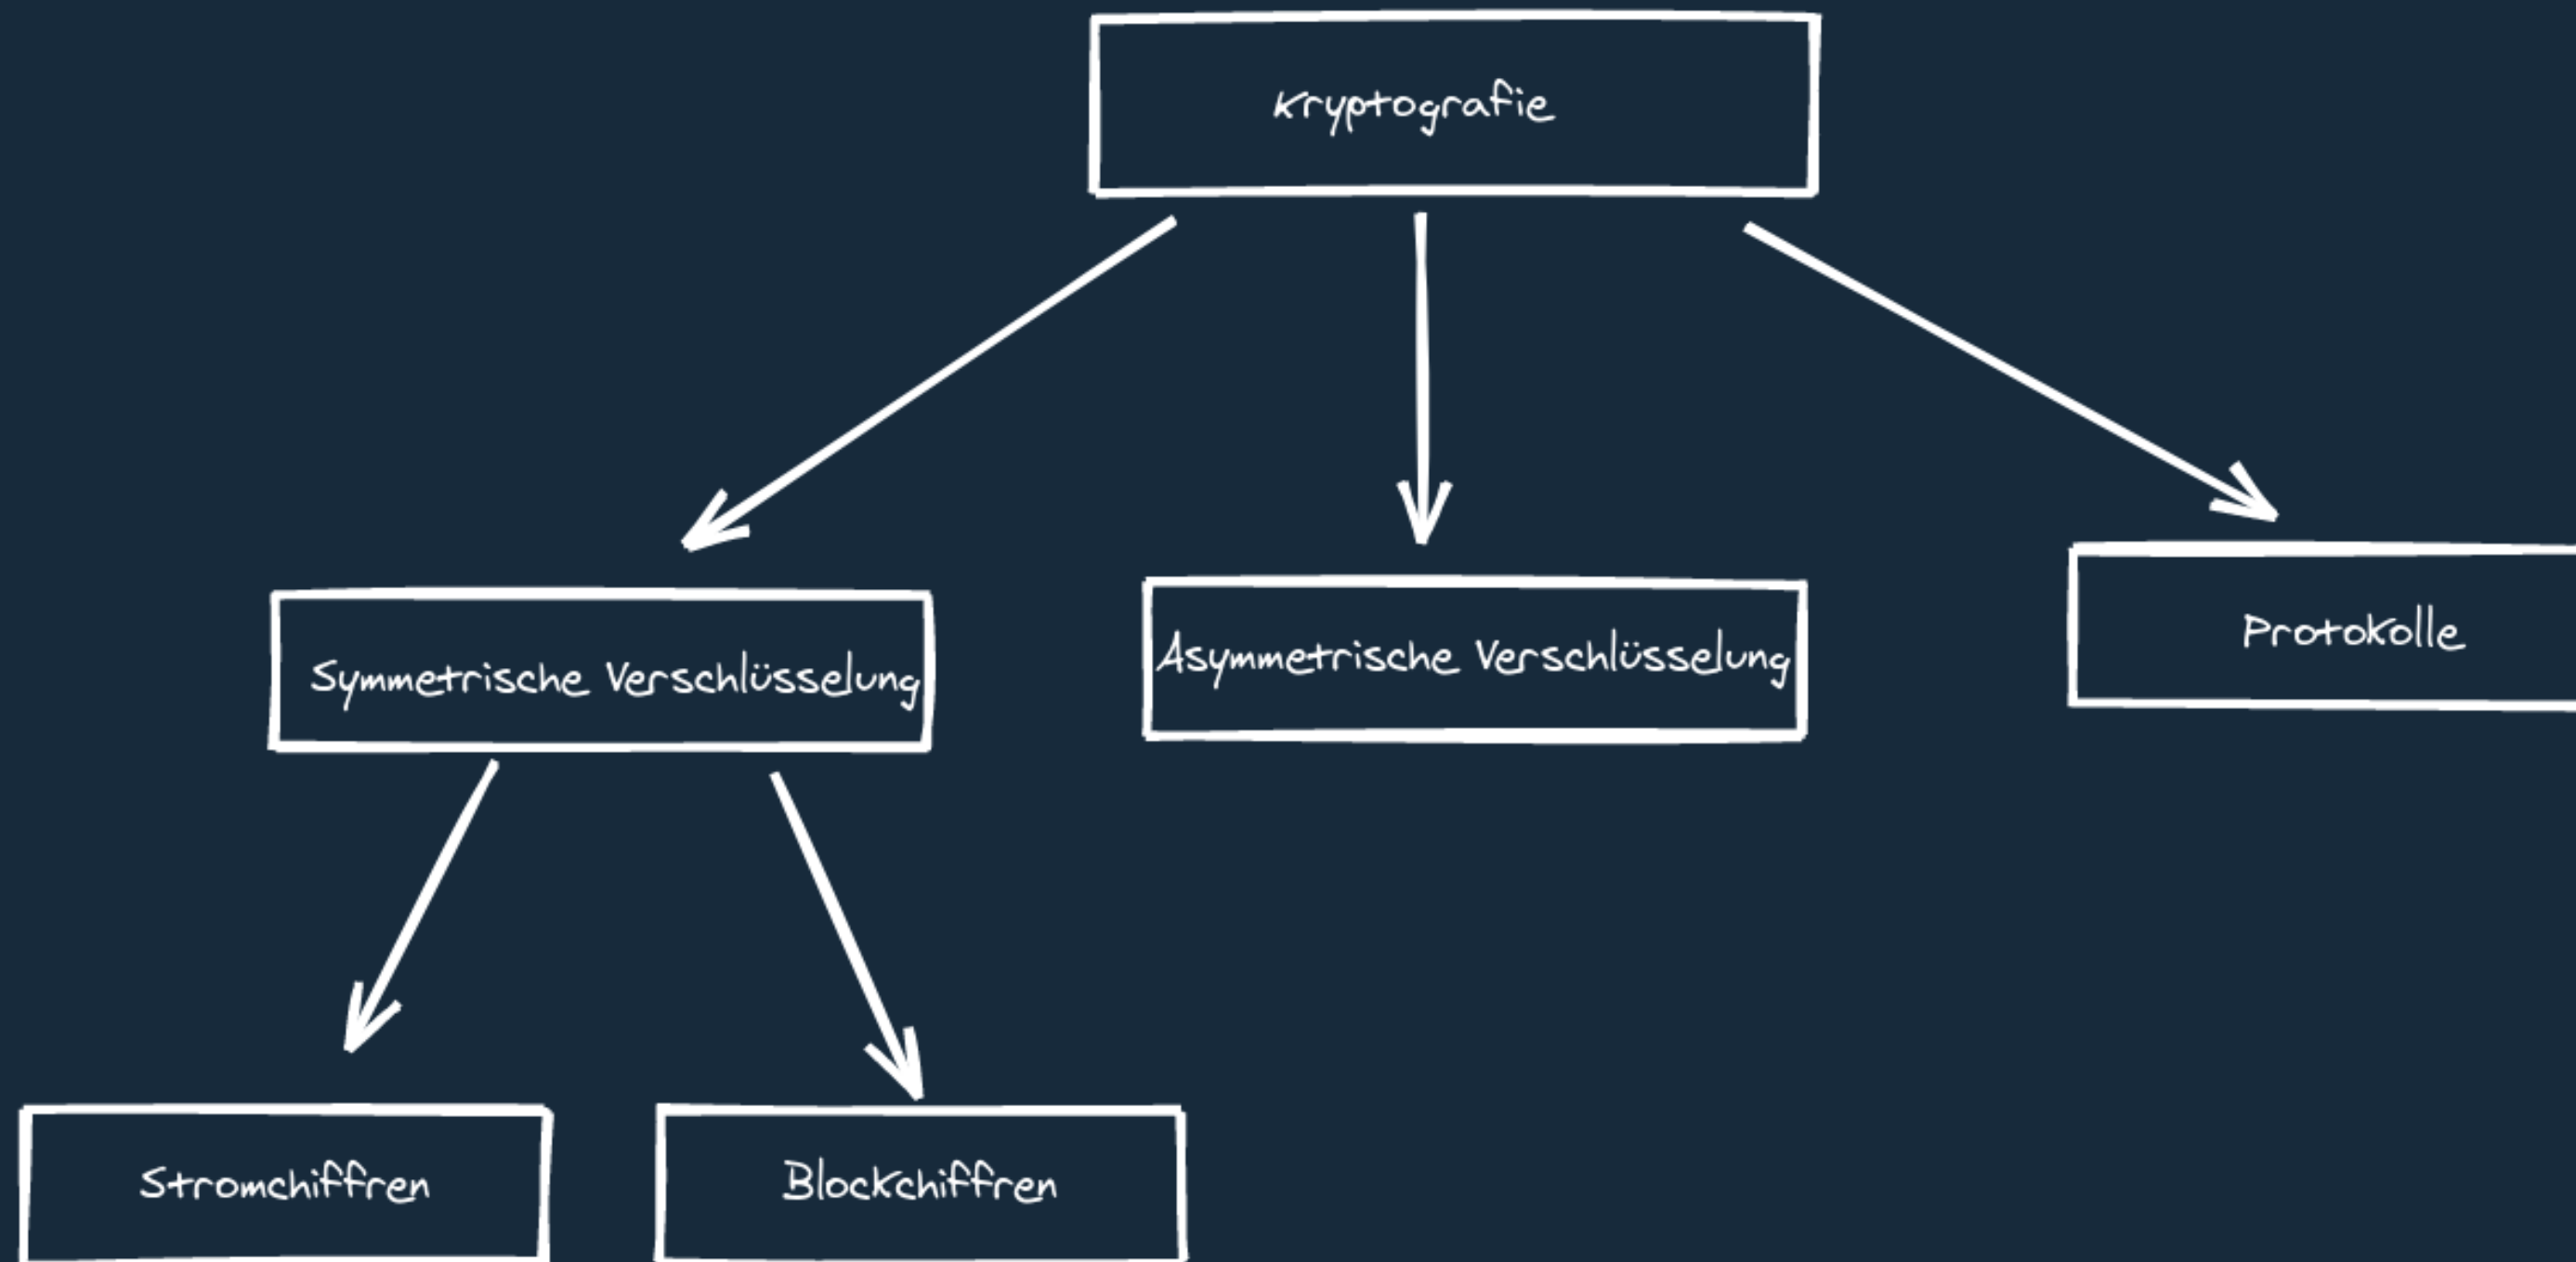 Kryptografie
Symmetrische Verschlüsselung
Asymmetrische Verschlüsselung
Protokolle
Stromchiffren
Blockchiffren